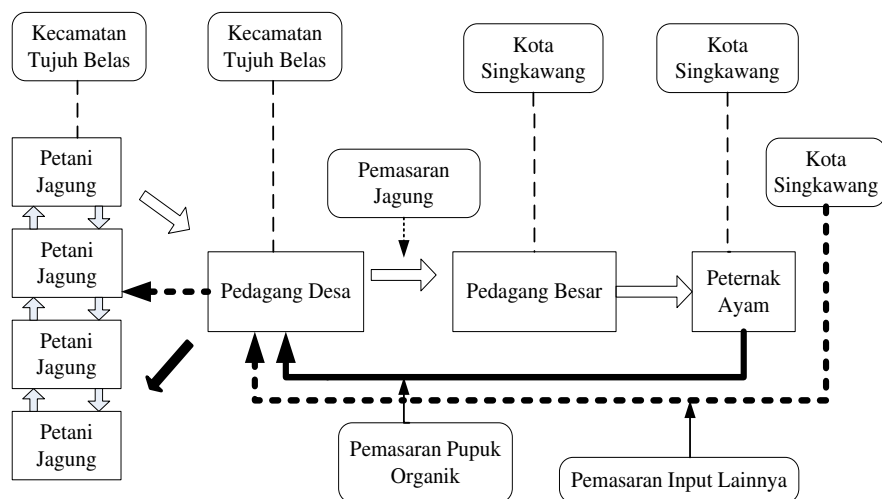 Kecamatan
Tujuh Belas
Kecamatan
Tujuh Belas
Kota
Singkawang
Kota
Singkawang
Kota
Singkawang
Petani
Jagung
Pemasaran
Jagung
Petani
Jagung
Pedagang Desa
Pedagang Besar
Peternak
Ayam
Petani
Jagung
Petani
Jagung
Pemasaran Pupuk
Organik
Pemasaran Input Lainnya